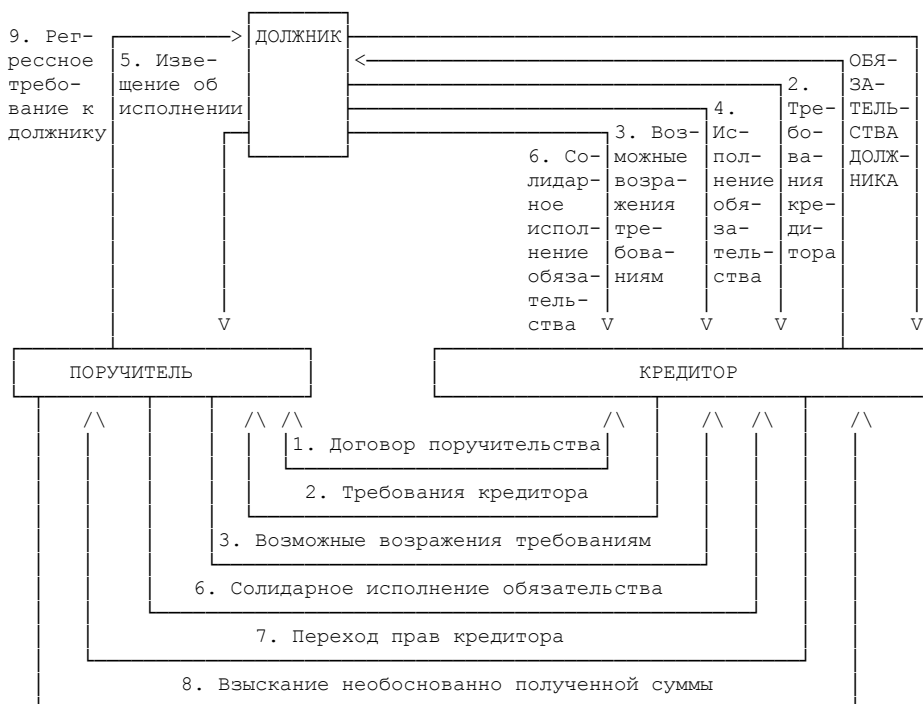 9. Рег-
рессное
требо-
вание к
должнику
5. Изве-
щение об
исполнении
ДОЛЖНИК
6. Со-
лидар-
ное
испол-
нение
обяза-
тель-
ства
3. Воз-
можные
возра-
жения
тре-
бова-
ниям
4.
Ис-
пол-
нение
обя-
за-
тель-
ства
2.
Тре-
бо-
ва-
ния
кре-
ди-
тора
ОБЯ-
ЗА-
ТЕЛЬ-
СТВА
ДОЛЖ-
НИКА
ПОРУЧИТЕЛЬ
КРЕДИТОР
1. Договор поручительства
2. Требования кредитора
3. Возможные возражения требованиям
6. Солидарное исполнение обязательства
7. Переход прав кредитора
8. Взыскание необоснованно полученной суммы